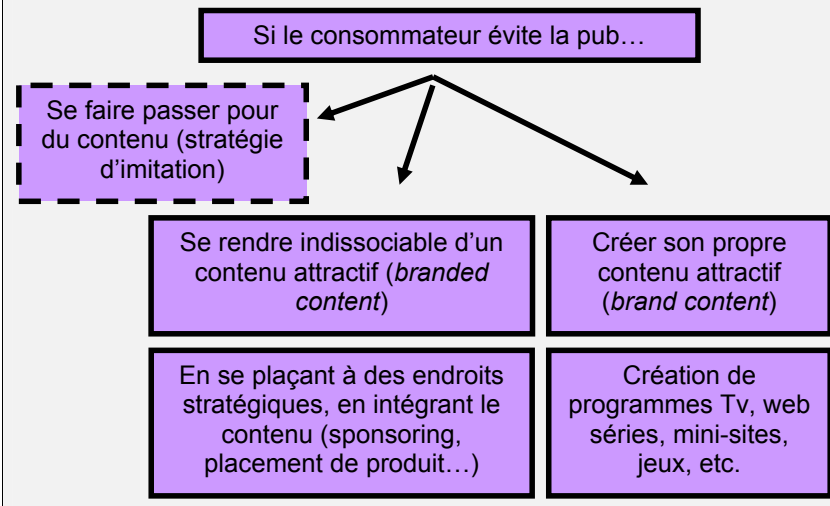 Si le consommateur évite la pub…
Se faire passer pour
du contenu (stratégie
d’imitation)
Se rendre indissociable d’un
contenu attractif (branded
content)
Créer son propre
contenu attractif
(brand content)
En se plaçant à des endroits
stratégiques, en intégrant le
contenu (sponsoring,
placement de produit…)
Création de
programmes Tv, web
séries, mini-sites,
jeux, etc.